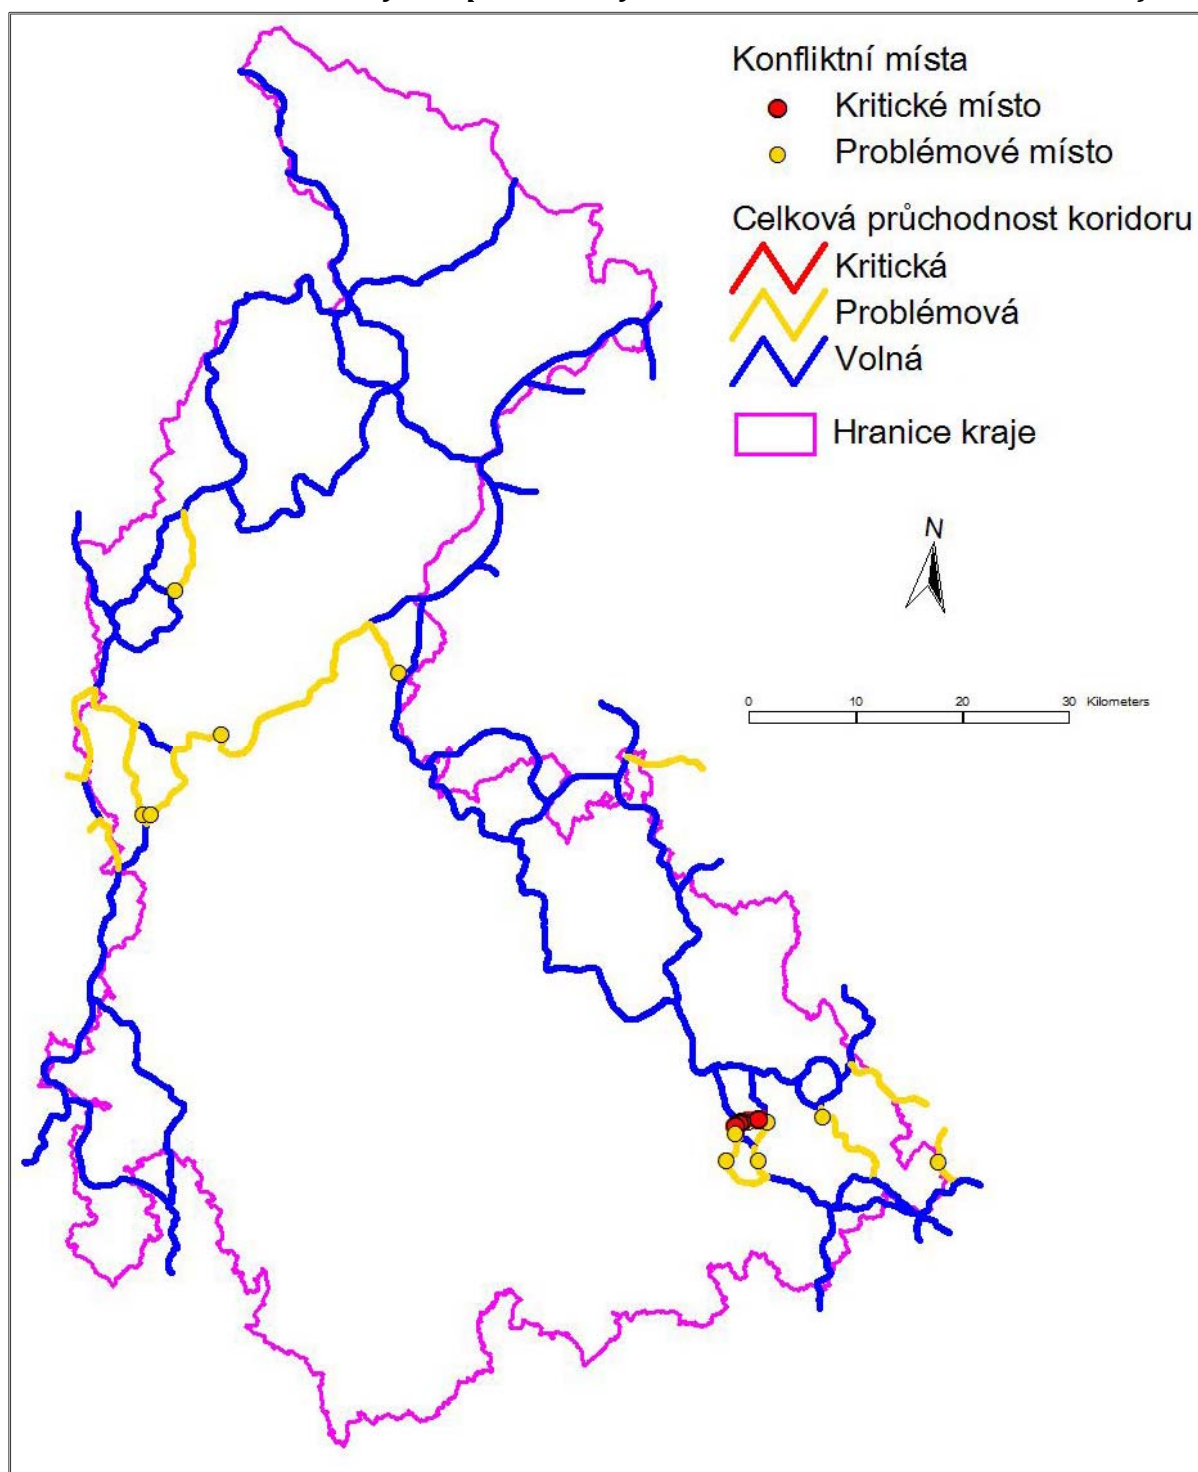 Konfliktní místa
Kritické místo
Problémové místo
Celková průchodnost koridoru
Kritická
Problémová
Volná
Hranice kraje
N
0 10 20 30 Kilometers